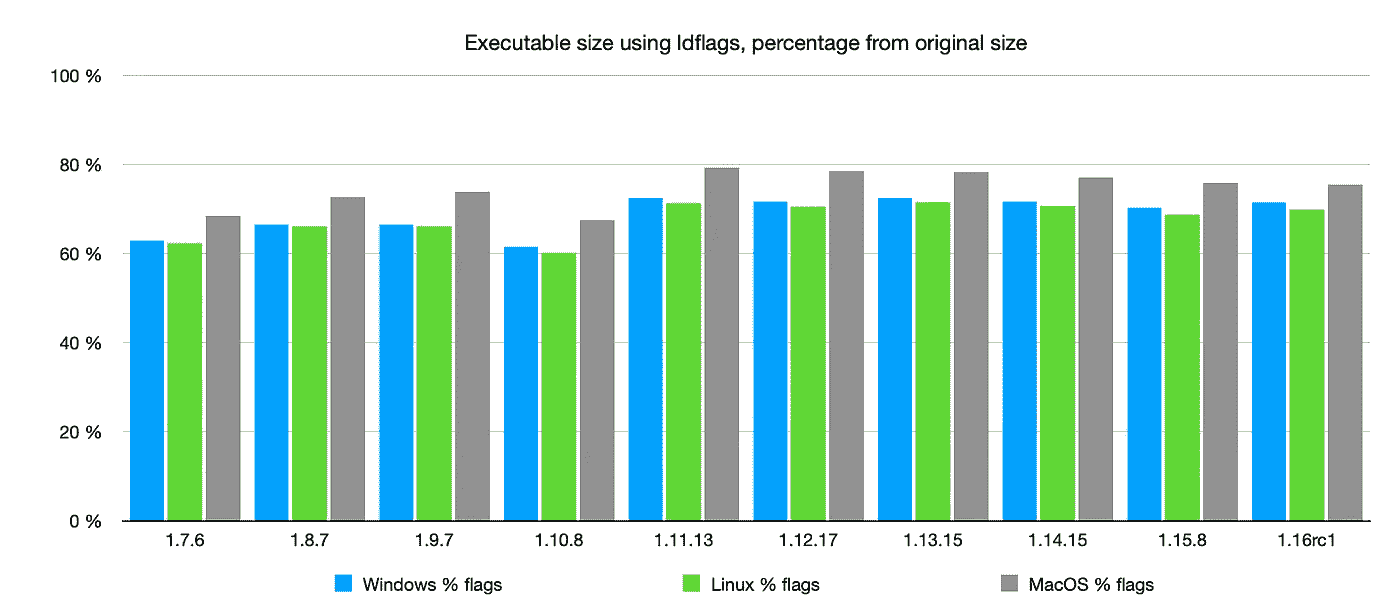 Executable size using ldflags, percentage from original size
100 %
80 %
60 %
40 %
20 %
0 %
1.7.6 1.8.7 1.9.7 1.10.8 1.11.13 1.12.17 1.13.15 1.14.15 1.15.8 1.16rc1
Windows % flags Linux % flags MacOS % flags